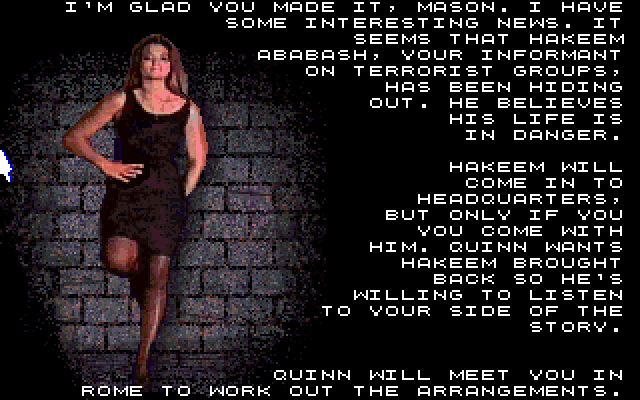 I'M GLAD YOU MADE IT, MASON. I HAVE
SOME INTERESTING NEWS. IT
SEEMS THAT HAKEEM
ABABASH, YOUR INFORMANT
ON TERRORIST GROUPS,
HAS BEEN HIDING
OUT. HE BELIEVES
HIS LIFE IS
IN DANGER.
HAKEEM WILL
COME IN TO
HEADQUARTERS,
BUT ONLY IF YOU
YOU COME WITH
HIM. QUINN WANTS
HAKEEM BROUGHT
BACK SO HE'S
WILLING TO LISTEN
TO YOUR SIDE OF THE
STORY.
QUINN WILL MEET YOU IN
ROME TO WORK OUT THE ARRANGEMENTS.